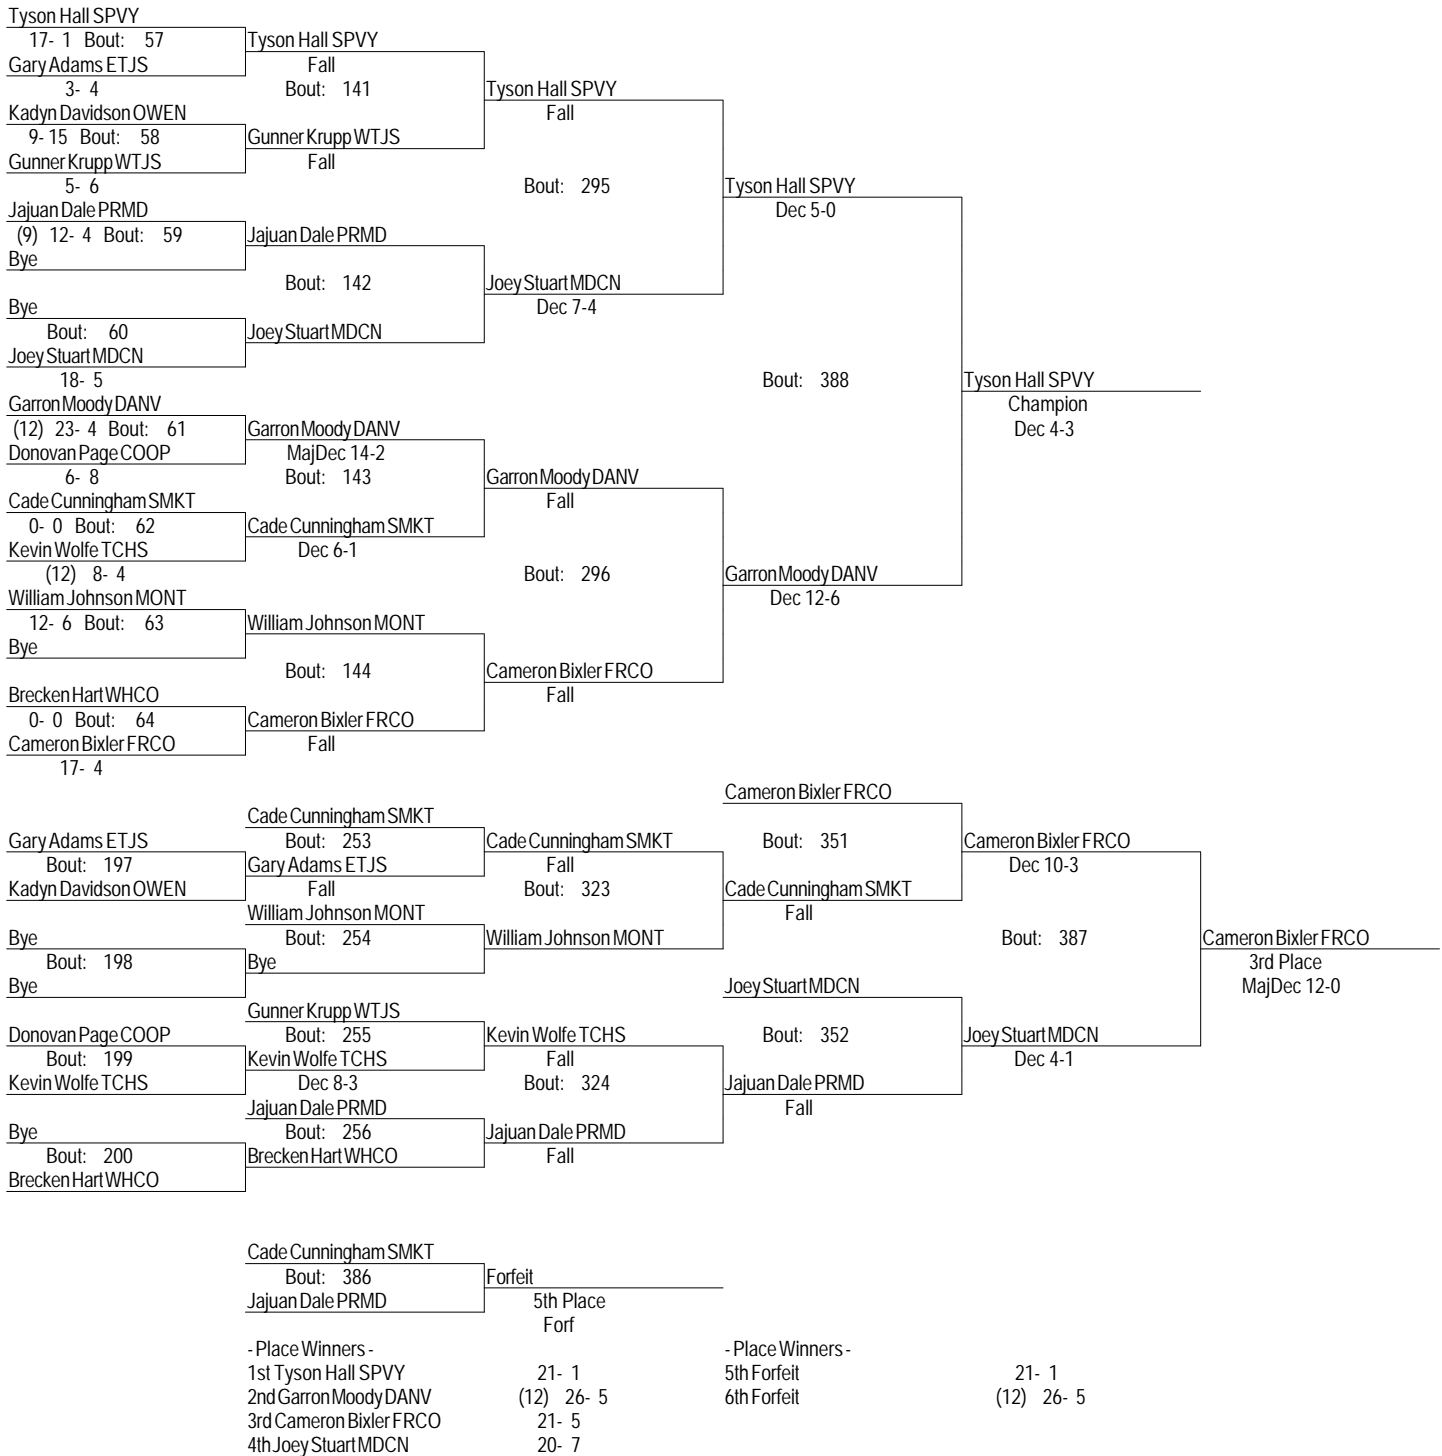 Tyson Hall SPVY
17- 1 Bout: 57
Tyson Hall SPVY
Gary Adams ETJS
Fall
3- 4
Bout: 141
Tyson Hall SPVY
Kadyn Davidson OWEN
Fall
9- 15 Bout: 58
Gunner Krupp WTJS
Gunner Krupp WTJS
Fall
5- 6
Bout: 295
Tyson Hall SPVY
Jajuan Dale PRMD
Dec 5-0
(9) 12- 4 Bout: 59
Jajuan Dale PRMD
Bye
Bout: 142
Joey Stuart MDCN
Bye
Dec 7-4
Bout: 60
Joey Stuart MDCN
Joey Stuart MDCN
18- 5
Bout: 388
Tyson Hall SPVY
Garron Moody DANV
Champion
(12) 23- 4 Bout: 61
Garron Moody DANV
Dec 4-3
Donovan Page COOP
MajDec 14-2
6- 8
Bout: 143
Garron Moody DANV
Cade Cunningham SMKT
Fall
0- 0 Bout: 62
Cade Cunningham SMKT
Kevin Wolfe TCHS
Dec 6-1
(12) 8- 4
Bout: 296
Garron Moody DANV
William Johnson MONT
Dec 12-6
12- 6 Bout: 63
William Johnson MONT
Bye
Bout: 144
Cameron Bixler FRCO
Brecken Hart WHCO
Fall
0- 0 Bout: 64
Cameron Bixler FRCO
Cameron Bixler FRCO
Fall
17- 4
Cameron Bixler FRCO
Cade Cunningham SMKT
Gary Adams ETJS
Bout: 253
Cade Cunningham SMKT
Bout: 351
Cameron Bixler FRCO
Bout: 197
Gary Adams ETJS
Fall
Dec 10-3
Kadyn Davidson OWEN
Fall
Bout: 323
Cade Cunningham SMKT
William Johnson MONT
Fall
Bye
Bout: 254
William Johnson MONT
Bout: 387
Cameron Bixler FRCO
Bout: 198
Bye
3rd Place
Bye
Joey Stuart MDCN
MajDec 12-0
Gunner Krupp WTJS
Donovan Page COOP
Bout: 255
Kevin Wolfe TCHS
Bout: 352
Joey Stuart MDCN
Bout: 199
Kevin Wolfe TCHS
Fall
Dec 4-1
Kevin Wolfe TCHS
Dec 8-3
Bout: 324
Jajuan Dale PRMD
Jajuan Dale PRMD
Fall
Bye
Bout: 256
Jajuan Dale PRMD
Bout: 200
Brecken Hart WHCO
Fall
Brecken Hart WHCO
Cade Cunningham SMKT
Bout: 386
Forfeit
Jajuan Dale PRMD
5th Place
Forf
- Place Winners -
1st Tyson Hall SPVY 21- 1
2nd Garron Moody DANV (12) 26- 5
3rd Cameron Bixler FRCO 21- 5
4th Joey Stuart MDCN 20- 7
- Place Winners -
5th Forfeit 21- 1
6th Forfeit (12) 26- 5